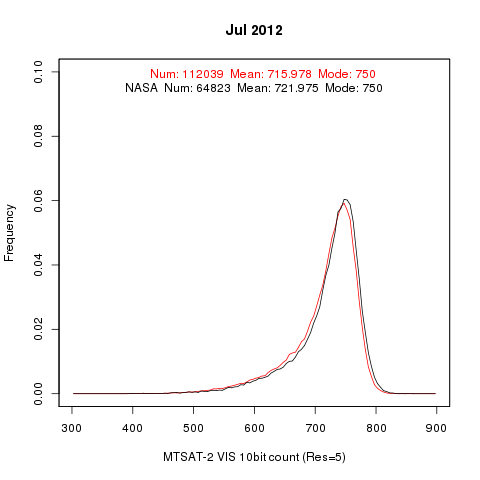 Jul 2012
Num: 112039 Mean: 715.978 Mode: 750
NASA Num: 64823 Mean: 721.975 Mode: 750
Frequency
0.10
0.08
0.06
0.04
0.02
0.00
300 400 500 600 700 800 900
MTSAT-2 VIS 10bit count (Res=5)